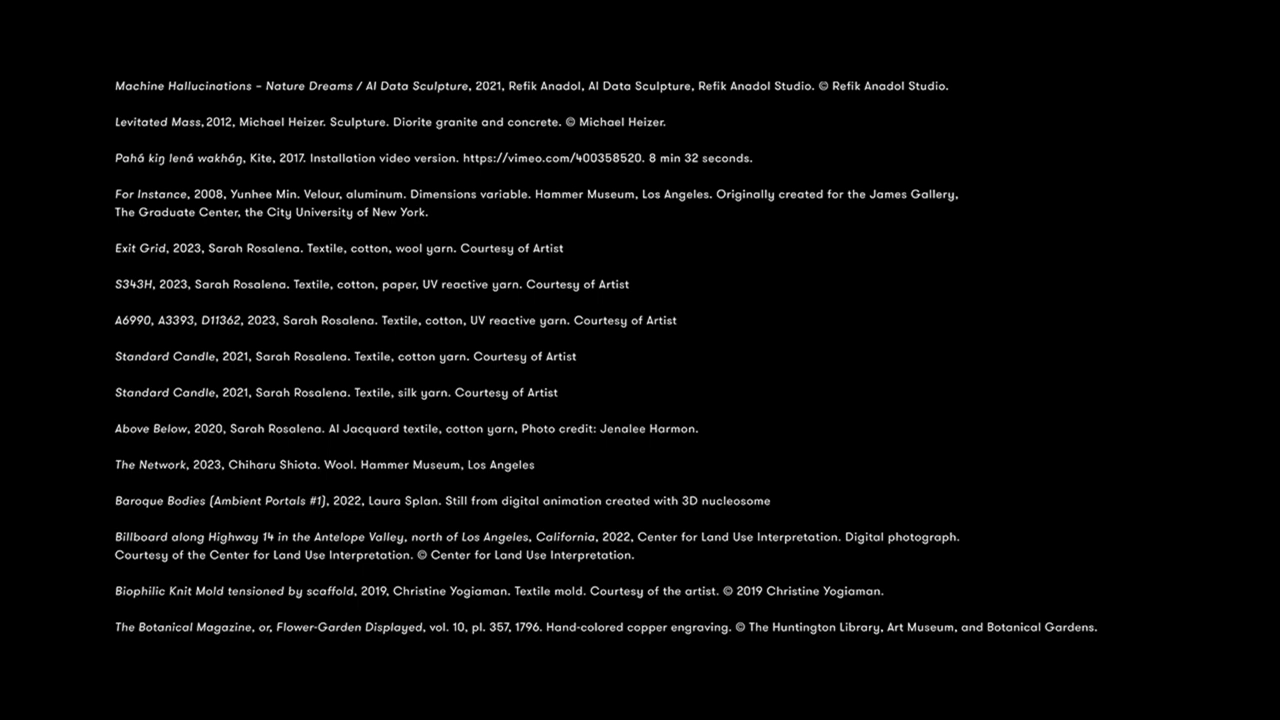 Machine Hallucinations – Nature Dreams / AI Data Sculpture, 2021, Refik Anadol, AI Data Sculpture, Refik Anadol Studio. © Refik Anadol Studio.
Levitated Mass, 2012, Michael Heizer. Sculpture. Diorite granite and concrete. © Michael Heizer.
Pahá kiŋ lená wakháŋ, Kite, 2017. Installation video version. https://vimeo.com/400358520. 8 min 32 seconds.
For Instance, 2008, Yunhee Min. Velour, aluminum. Dimensions variable. Hammer Museum, Los Angeles. Originally created for the James Gallery,
The Graduate Center, the City University of New York.
Exit Grid, 2023, Sarah Rosalena. Textile, cotton, wool yarn. Courtesy of Artist
S343H, 2023, Sarah Rosalena. Textile, cotton, paper, UV reactive yarn. Courtesy of Artist
A6990, A3393, D11362, 2023, Sarah Rosalena. Textile, cotton, UV reactive yarn. Courtesy of Artist
Standard Candle, 2021, Sarah Rosalena. Textile, cotton yarn. Courtesy of Artist
Standard Candle, 2021, Sarah Rosalena. Textile, silk yarn. Courtesy of Artist
Above Below, 2020, Sarah Rosalena. AI Jacquard textile, cotton yarn, Photo credit: Jenalee Harmon.
The Network, 2023, Chiharu Shiota. Wool. Hammer Museum, Los Angeles
Baroque Bodies (Ambient Portals #1), 2022, Laura Splan. Still from digital animation created with 3D nucleosome
Billboard along Highway 14 in the Antelope Valley, north of Los Angeles, California, 2022, Center for Land Use Interpretation. Digital photograph.
Courtesy of the Center for Land Use Interpretation. © Center for Land Use Interpretation.
Biophilic Knit Mold tensioned by scaffold, 2019, Christine Yogiaman. Textile mold. Courtesy of the artist. © 2019 Christine Yogiaman.
The Botanical Magazine, or, Flower-Garden Displayed, vol. 10, pl. 357, 1796. Hand-colored copper engraving. © The Huntington Library, Art Museum, and Botanical Gardens.